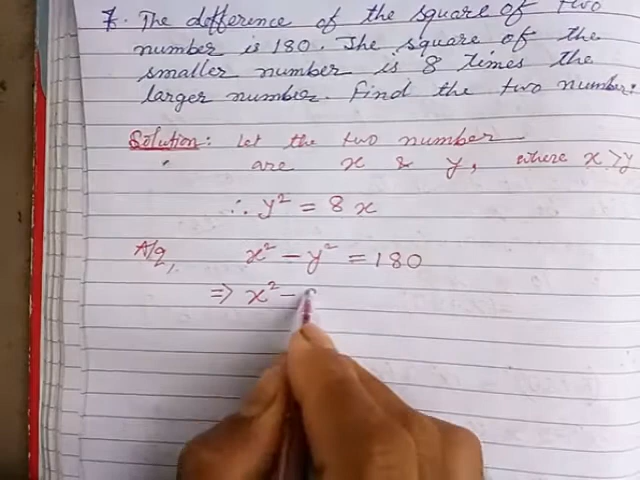 7. The difference of the square of two
number is 180. The square of the
smaller number is 8 times the
larger number. Find the two number:
Solution: Let the two number
are x & y, where x > y
∴ y² = 8x
A/q, x² - y² = 180
⇒ x² -